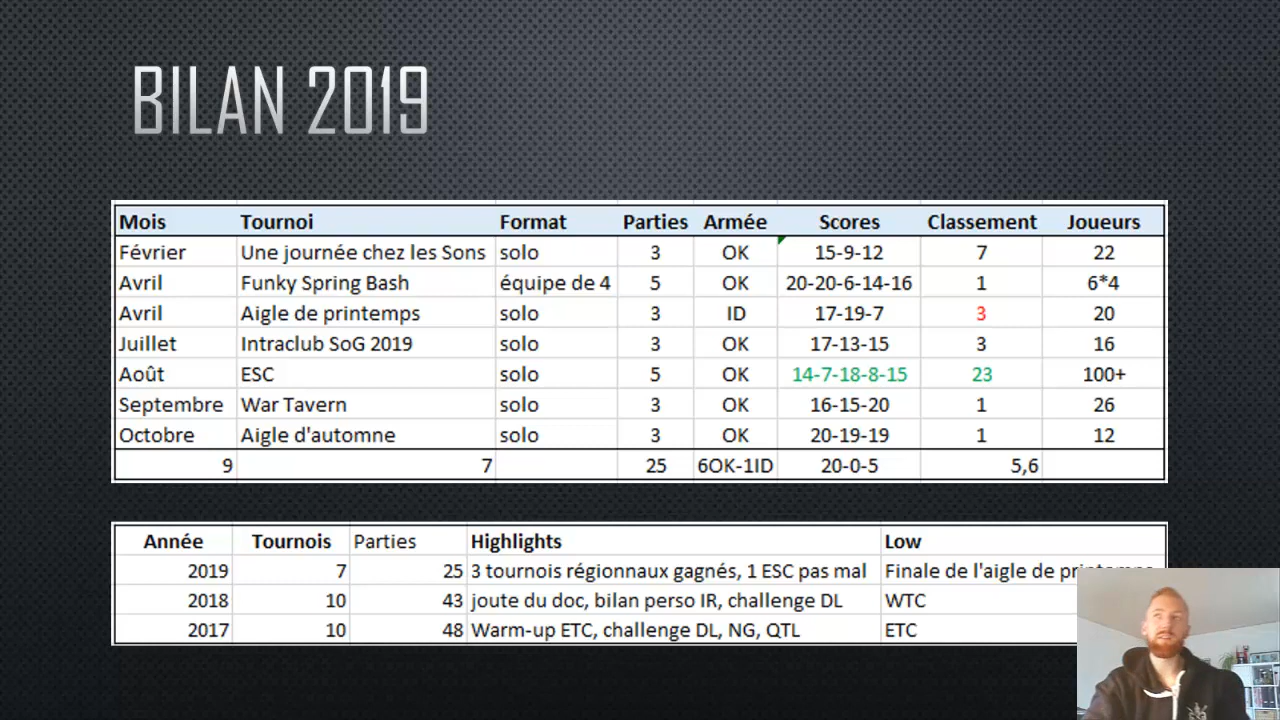 BILAN 2019
Mois Tournoi Format Parties Armée Scores Classement Joueurs
Février Une journée chez les Sons solo 3 OK 15-9-12 7 22
Avril Funky Spring Bash équipe de 4 5 OK 20-20-6-14-16 1 6*4
Avril Aigle de printemps solo 3 ID 17-19-7 3 20
Juillet Intraclub SoG 2019 solo 3 OK 17-13-15 3 16
Août ESC solo 5 OK 14-7-18-8-15 23 100+
Septembre War Tavern solo 3 OK 16-15-20 1 26
Octobre Aigle d'automne solo 3 OK 20-19-19 1 12
9 7 25 6OK-1ID 20-0-5 5,6
Année Tournois Parties Highlights Low
2019 7 25 3 tournois régionnaux gagnés, 1 ESC pas mal Finale de l'aigle de printemps
2018 10 43 joute du doc, bilan perso IR, challenge DL WTC
2017 10 48 Warm-up ETC, challenge DL, NG, QTL ETC